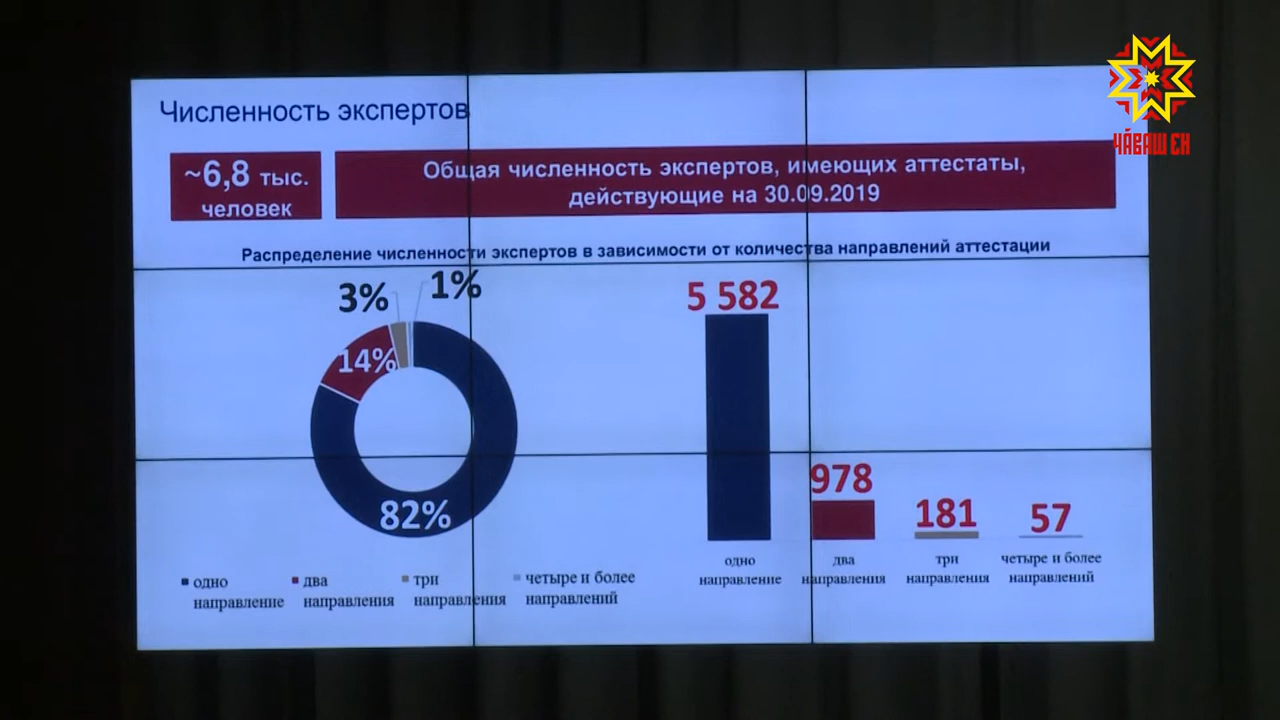 ЧӐВАШ ЕН
Численность экспертов
~6,8 тыс.
человек
Общая численность экспертов, имеющих аттестаты,
действующие на 30.09.2019
Распределение численности экспертов в зависимости от количества направлений аттестации
3%
1%
14%
82%
одно
направление
два
направления
три
направления
четыре и более
направлений
5 582
978
181
57
одно
направление
два
направления
три
направления
четыре и более
направлений